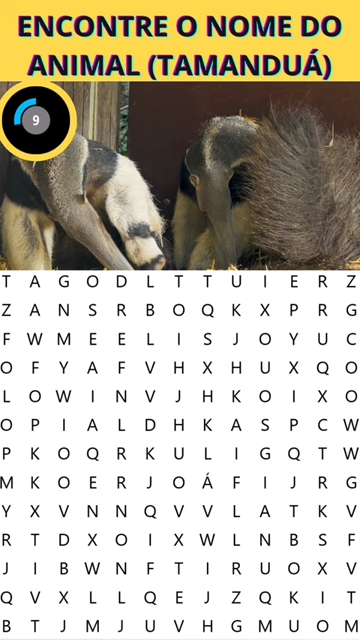 ENCONTRE O NOME DO
ANIMAL (TAMANDUÁ)
9
T A G O D L T T U I E R Z
Z A N S R B O Q K X P R G
F W M E E L I S J O Y U C
O F Y A F V H X H U X Q O
L O W I N V J H K O I X O
O P I A L D H K A S P C W
P K O Q R K U L I G Q T W
M K O E R J O Á F I J R G
Y X V N N Q V V L A T K V
R T D X O I X W L N B S F
J I B W N F T I R U O X V
Q V X L L Q E J Z Q K I T
B T J M J U V H G M U O M